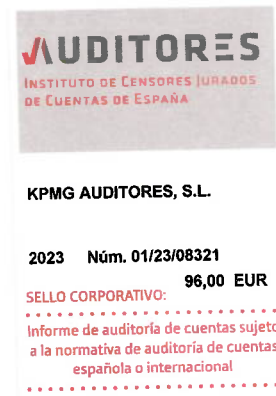 AUDITORES
INSTITUTO DE CENSORES JURADOS
DE CUENTAS DE ESPAÑA
KPMG AUDITORES, S.L.
2023 Núm. 01/23/08321
96,00 EUR
SELLO CORPORATIVO:
Informe de auditoría de cuentas sujeto
a la normativa de auditoría de cuentas
española o internacional